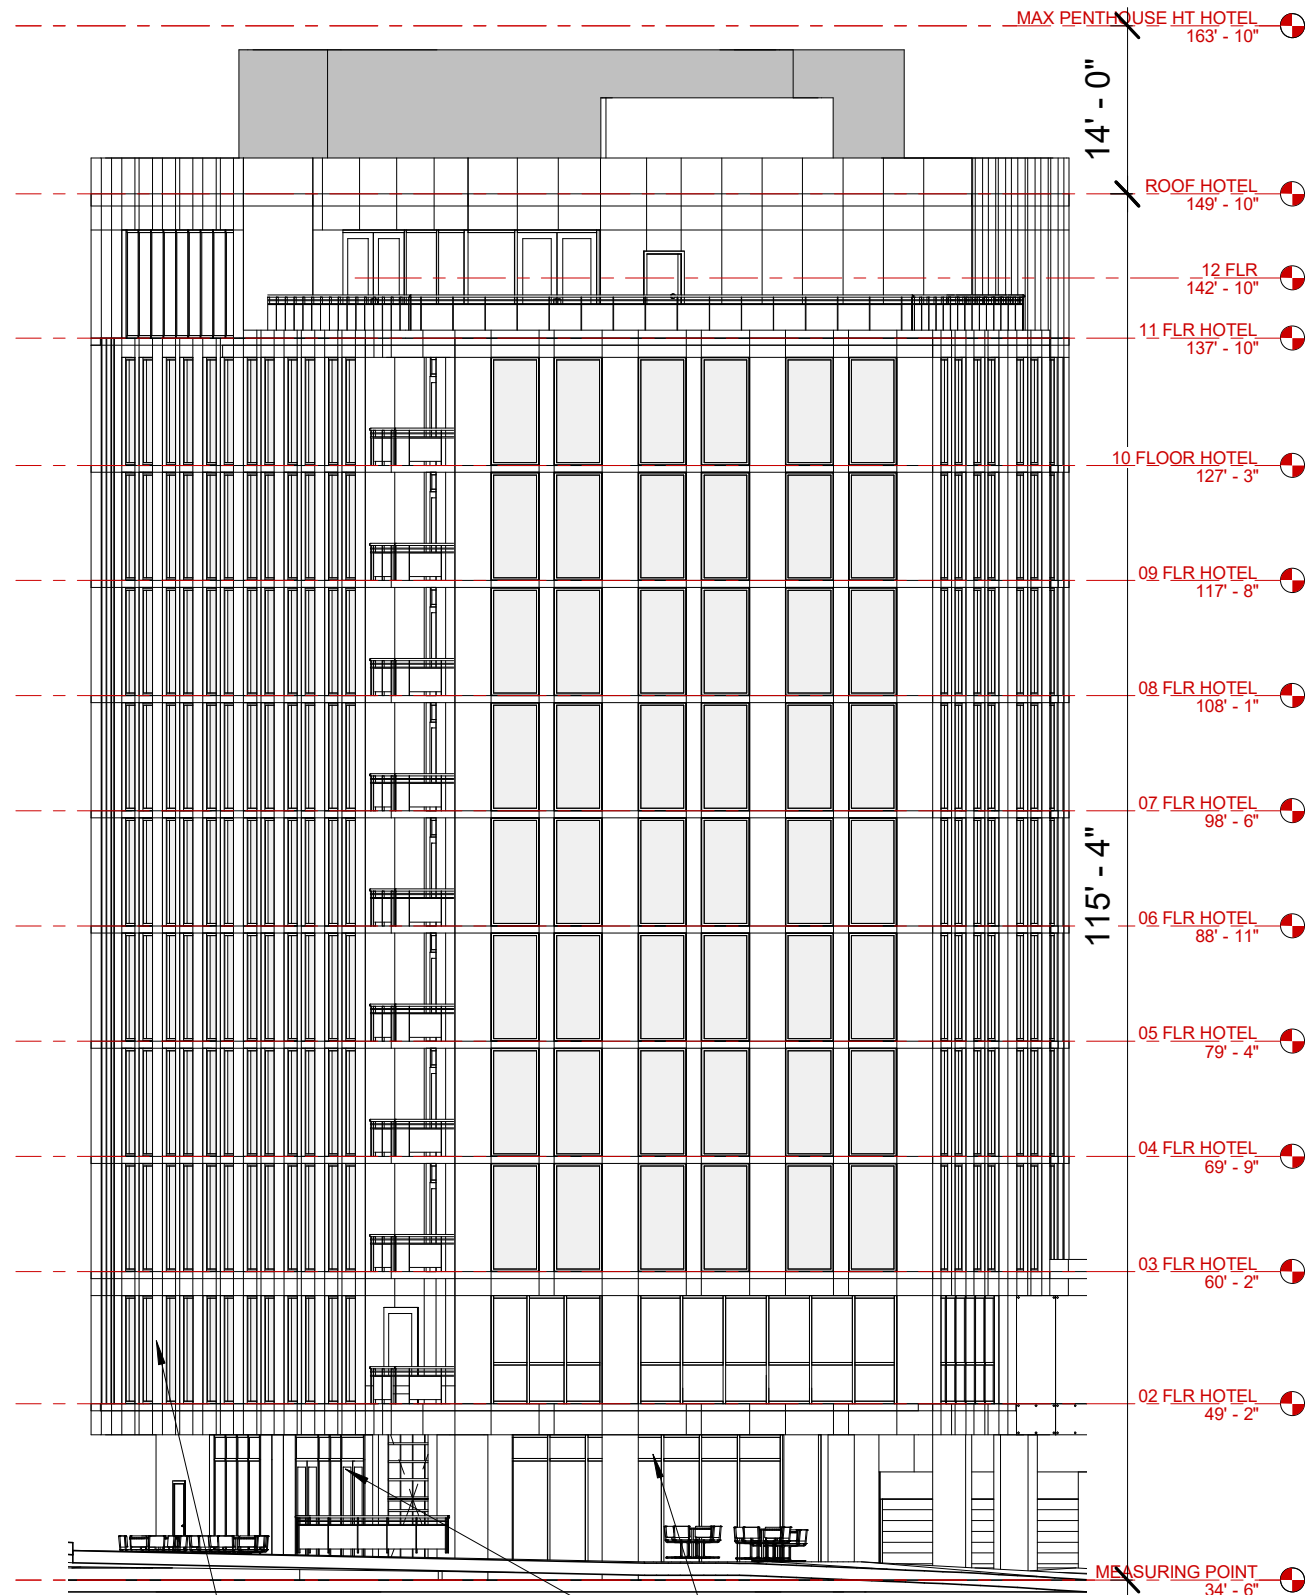 MAX PENTHOUSE HT HOTEL
163' - 10"
14' - 0"
ROOF HOTEL
149' - 10"
12 FLR
142' - 10"
11 FLR HOTEL
137' - 10"
10 FLOOR HOTEL
127' - 3"
09 FLR HOTEL
117' - 8"
08 FLR HOTEL
108' - 1"
07 FLR HOTEL
98' - 6"
115' - 4"
06 FLR HOTEL
88' - 11"
05 FLR HOTEL
79' - 4"
04 FLR HOTEL
69' - 9"
03 FLR HOTEL
60' - 2"
02 FLR HOTEL
49' - 2"
MEASURING POINT
34' - 6"